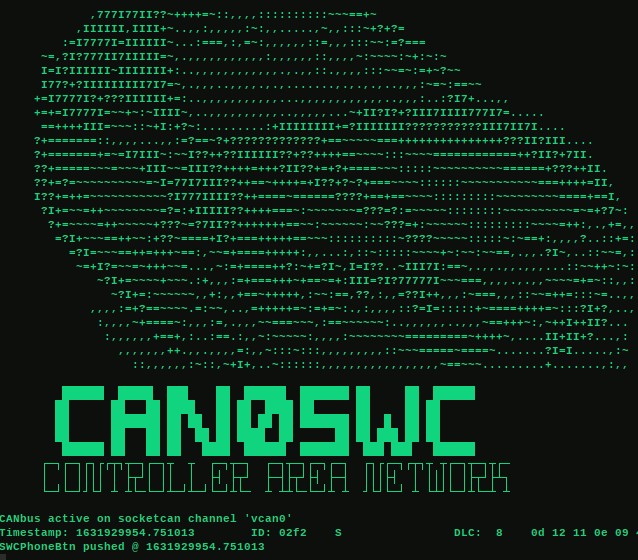 CAN0SWC
CONTROLLER AREA NETWORK
CANbus active on socketcan device 'vcan0'
Timestamp: 1631929954.751013 ID: 02f2 S DLC: 8 0d 12 11 0e 09
SWCPhoneBtn pushed @ 1631929954.751013